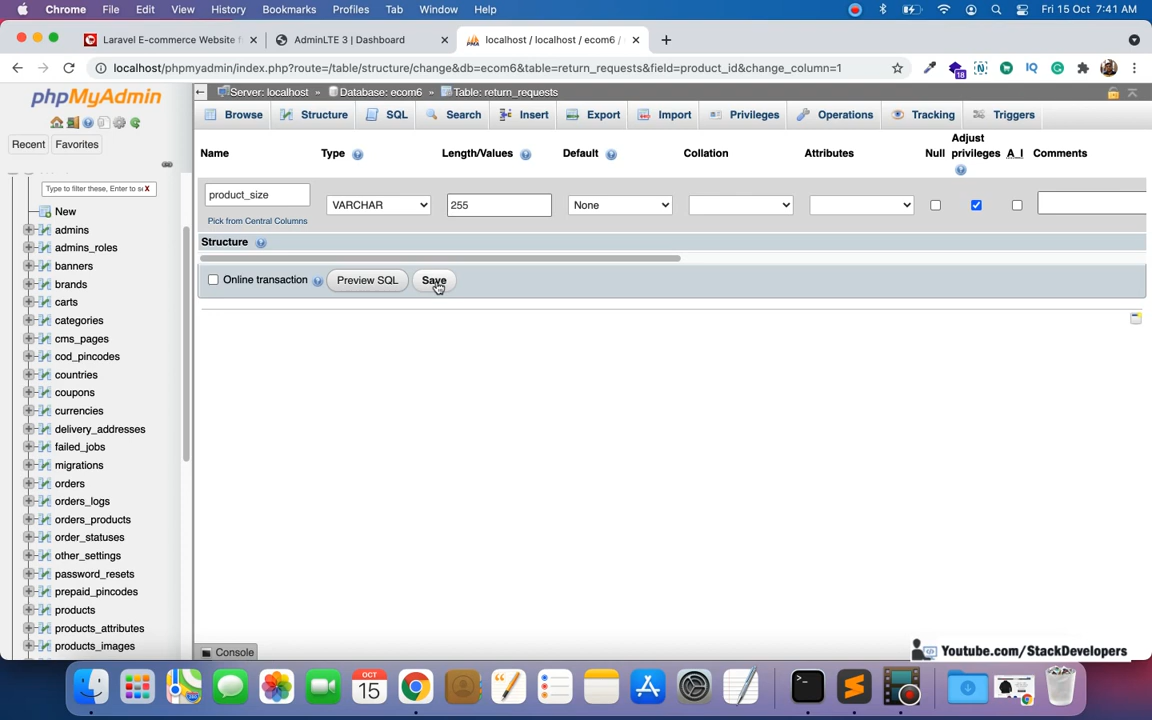 Chrome File Edit View History Bookmarks Profiles Tab Window Help Fri 15 Oct 7:41 AM
Laravel E-commerce Website f AdminLTE 3 | Dashboard localhost / localhost / ecom6 /
localhost/phpmyadmin/index.php?route=/table/structure/change&db=ecom6&table=return_requests&field=product_id&change_column=1
18
IQ
phpMyAdmin
Recent Favorites
Type to filter these, Enter to se X
New
admins
admins_roles
banners
brands
carts
categories
cms_pages
cod_pincodes
countries
coupons
currencies
delivery_addresses
failed_jobs
migrations
orders
orders_logs
orders_products
order_statuses
other_settings
password_resets
prepaid_pincodes
products
products_attributes
products_images
Server: localhost » Database: ecom6 » Table: return_requests
Browse Structure SQL Search Insert Export Import Privileges Operations Tracking Triggers
Name Type Length/Values Default Collation Attributes Null Adjust privileges A_I Comments
product_size VARCHAR 255 None
Pick from Central Columns
Structure
Online transaction Preview SQL Save
Console
Youtube.com/StackDevelopers
OCT
15